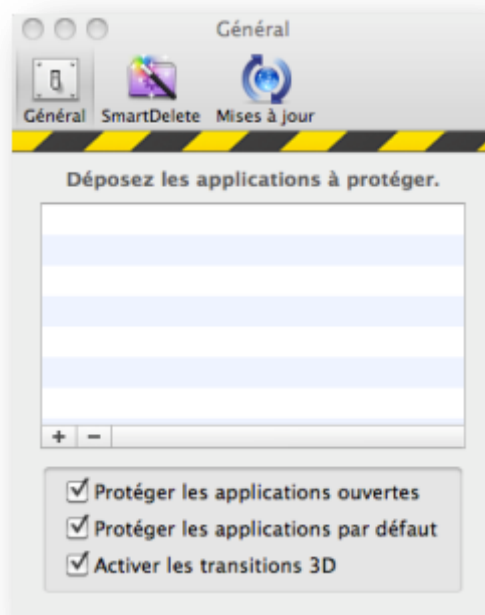 Général
Général SmartDelete Mises à jour
Déposez les applications à protéger.
+ −
Protéger les applications ouvertes
Protéger les applications par défaut
Activer les transitions 3D